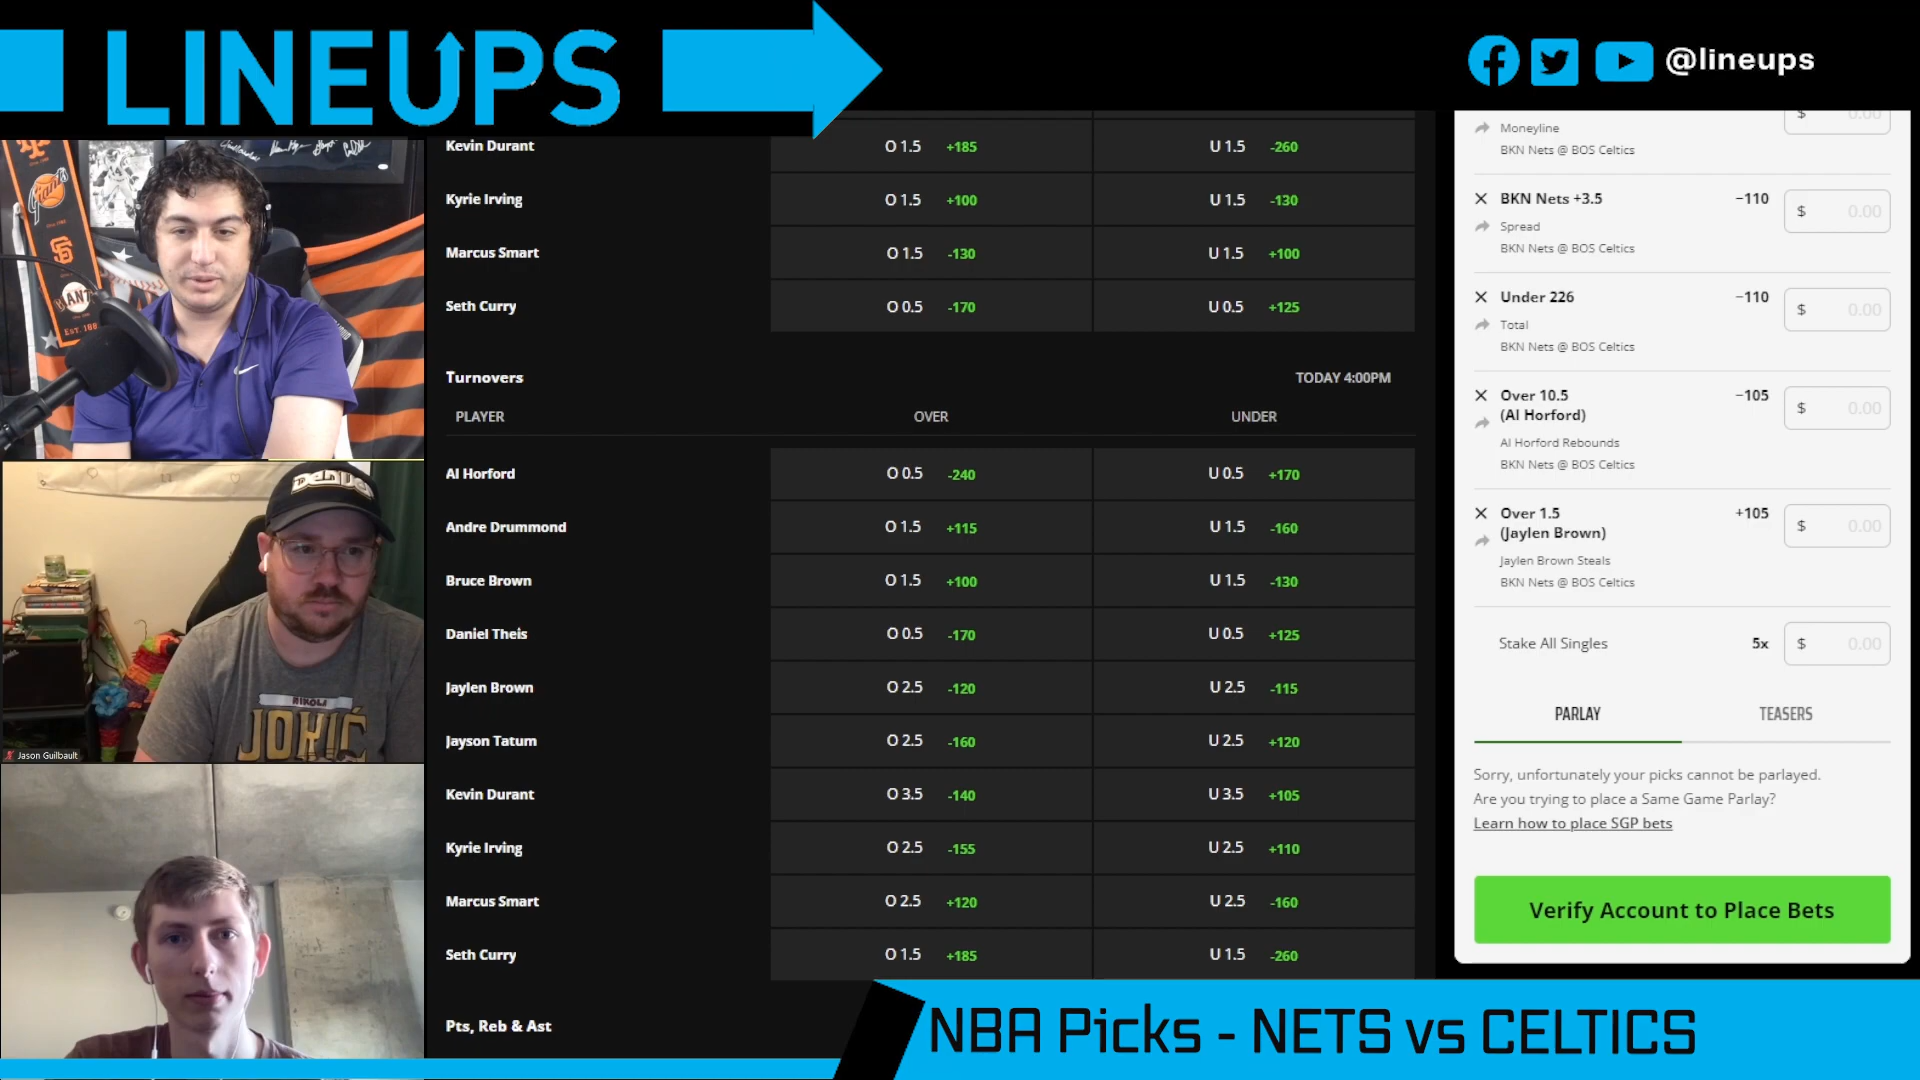 LINEUPS
@lineups
Kevin Durant O 1.5 +185 U 1.5 -260
Kyrie Irving O 1.5 +100 U 1.5 -130
Marcus Smart O 1.5 -130 U 1.5 +100
Seth Curry O 0.5 -170 U 0.5 +125
Turnovers TODAY 4:00PM
PLAYER OVER UNDER
Al Horford O 0.5 -240 U 0.5 +170
Andre Drummond O 1.5 +115 U 1.5 -160
Bruce Brown O 1.5 +100 U 1.5 -130
Daniel Theis O 0.5 -170 U 0.5 +125
Jaylen Brown O 2.5 -120 U 2.5 -115
Jayson Tatum O 2.5 -160 U 2.5 +120
Kevin Durant O 3.5 -140 U 3.5 +105
Kyrie Irving O 2.5 -155 U 2.5 +110
Marcus Smart O 2.5 +120 U 2.5 -160
Seth Curry O 1.5 +185 U 1.5 -260
Pts, Reb & Ast
$ 0.00
Moneyline
BKN Nets @ BOS Celtics
BKN Nets +3.5 −110 $ 0.00
Spread
BKN Nets @ BOS Celtics
Under 226 −110 $ 0.00
Total
BKN Nets @ BOS Celtics
Over 10.5 −105 $ 0.00
(Al Horford)
Al Horford Rebounds
BKN Nets @ BOS Celtics
Over 1.5 +105 $ 0.00
(Jaylen Brown)
Jaylen Brown Steals
BKN Nets @ BOS Celtics
Stake All Singles 5x $ 0.00
PARLAY TEASERS
Sorry, unfortunately your picks cannot be parlayed.
Are you trying to place a Same Game Parlay?
Learn how to place SGP bets
Verify Account to Place Bets
Giants
SF
GIANT
EST. 188
NIKOLA
JOKIĆ
Jason Guilbault
NBA Picks - NETS vs CELTICS